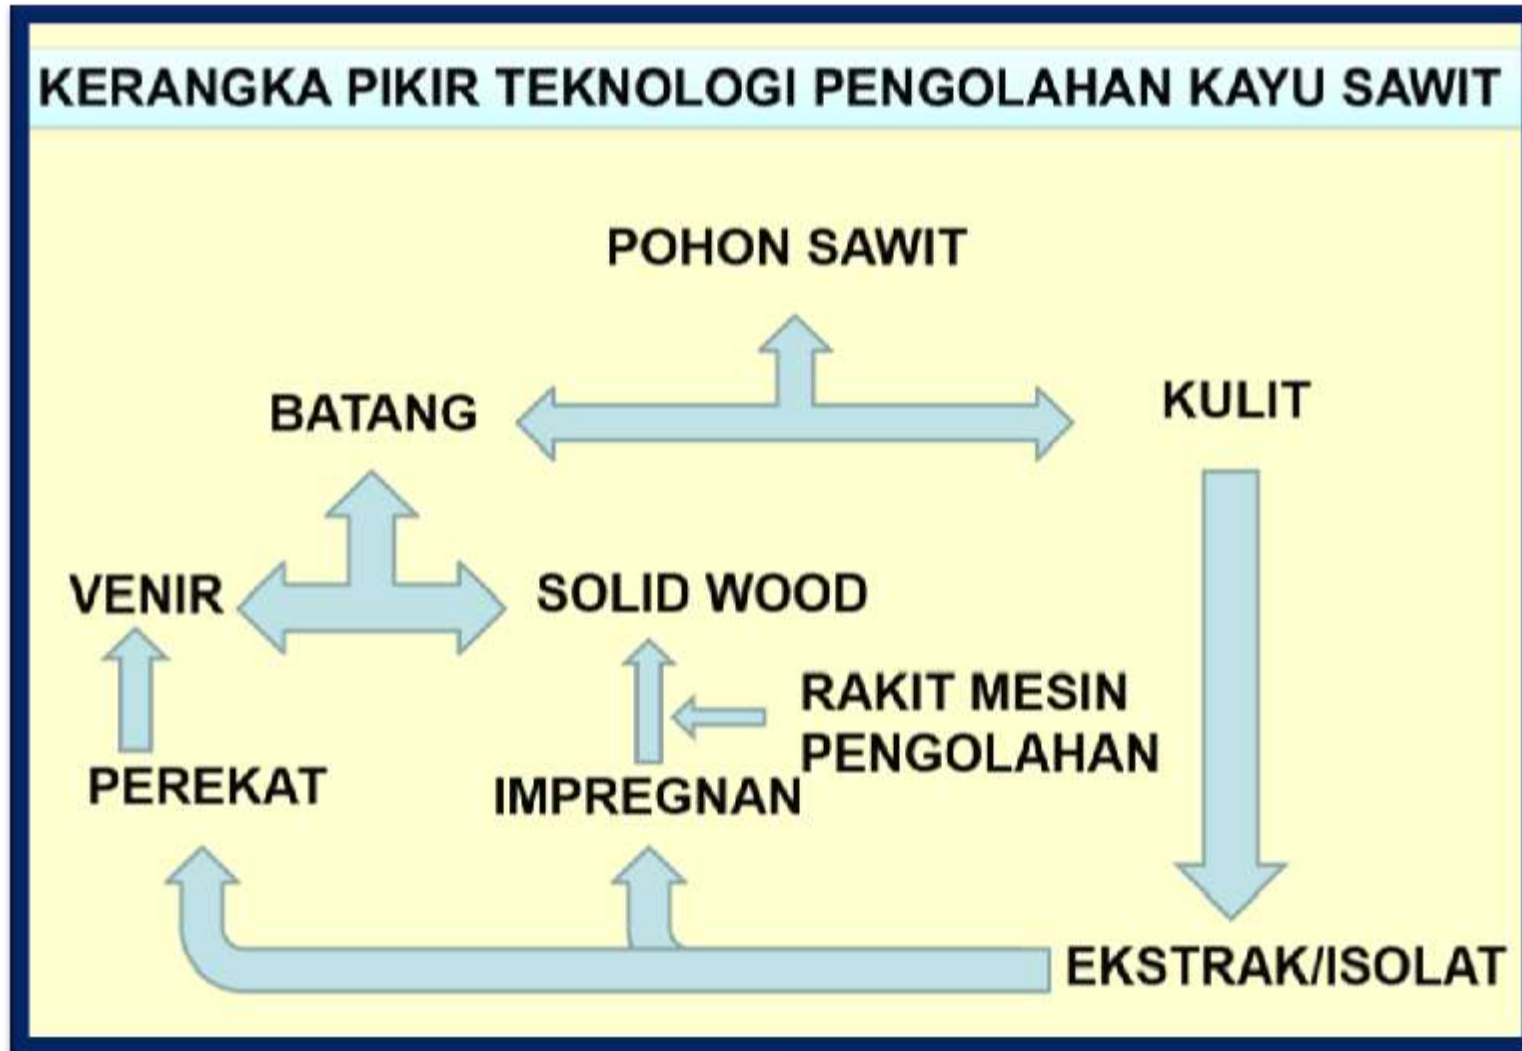 KERANGKA PIKIR TEKNOLOGI PENGOLAHAN KAYU SAWIT
POHON SAWIT
BATANG
KULIT
VENIR
SOLID WOOD
RAKIT MESIN
PENGOLAHAN
PEREKAT
IMPREGNAN
EKSTRAK/ISOLAT